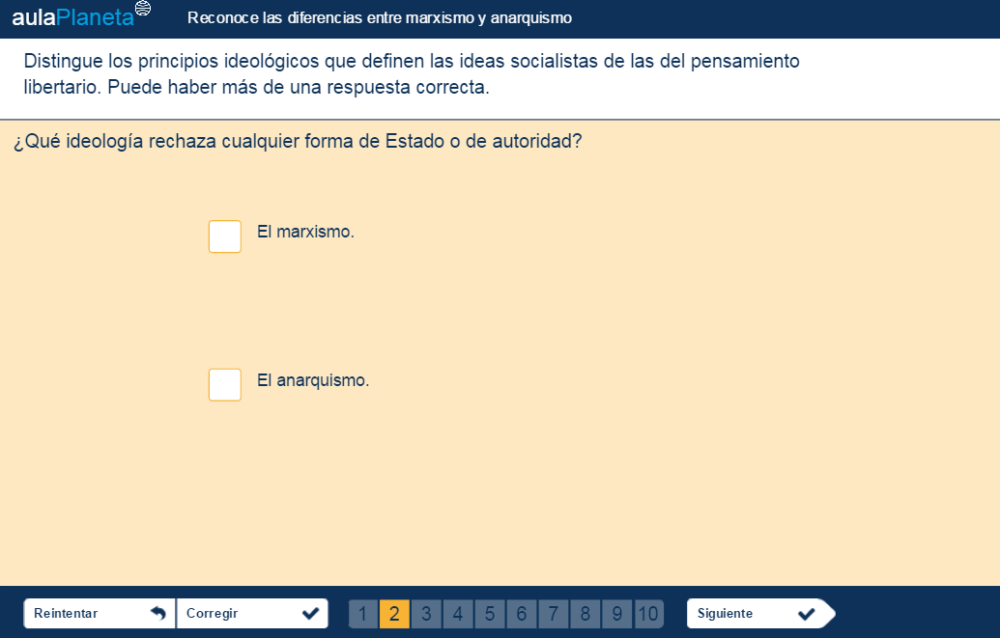 aulaPlaneta Reconoce las diferencias entre marxismo y anarquismo
Distingue los principios ideológicos que definen las ideas socialistas de las del pensamiento
libertario. Puede haber más de una respuesta correcta.
¿Qué ideología rechaza cualquier forma de Estado o de autoridad?
El marxismo.
El anarquismo.
Reintentar Corregir 1 2 3 4 5 6 7 8 9 10 Siguiente